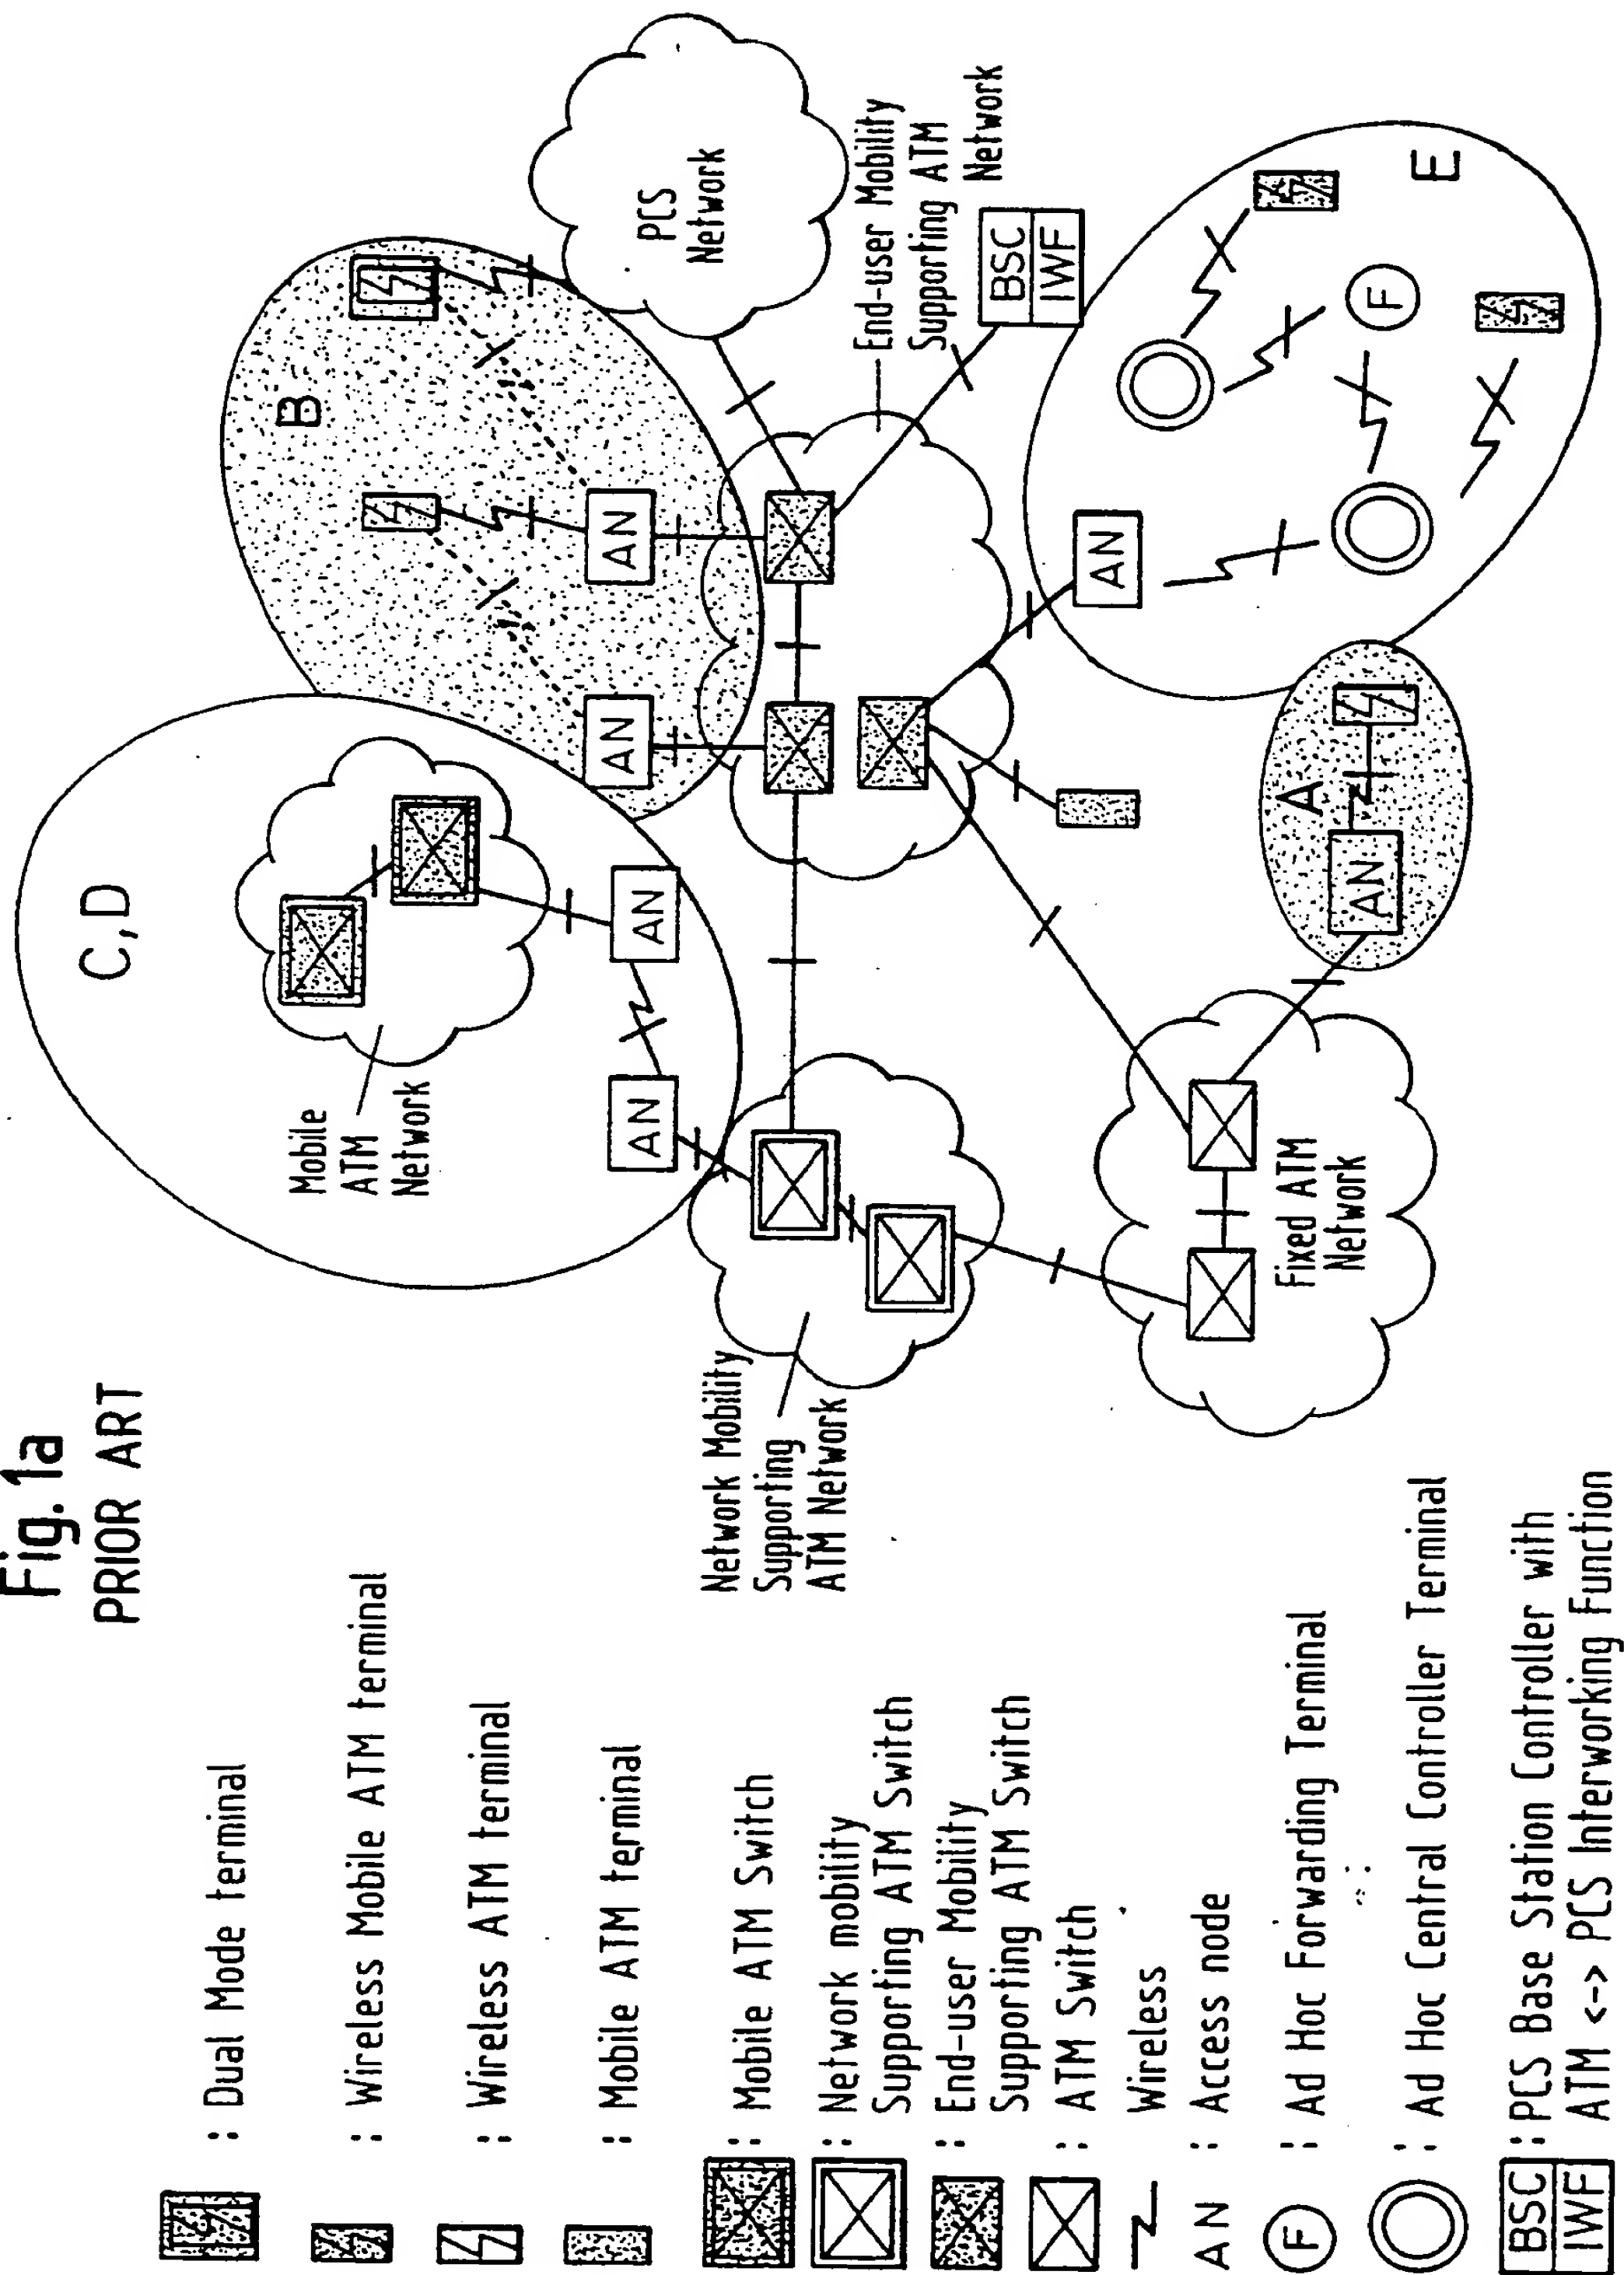 Fig. 1a
PRIOR ART
: Dual Mode terminal
: Wireless Mobile ATM terminal
: Wireless ATM terminal
: Mobile ATM terminal
: Mobile ATM Switch
: Network mobility
Supporting ATM Switch
: End-user Mobility
Supporting ATM Switch
: ATM Switch
Wireless
AN : Access node
F : Ad Hoc Forwarding Terminal
: Ad Hoc Central Controller Terminal
BSC
IWF
: PCS Base Station Controller with
ATM <-> PCS Interworking Function
C,D
Mobile
ATM
Network
AN
AN
B
AN
AN
PCS
Network
End-user Mobility
Supporting ATM
Network
BSC
IWF
Network Mobility
Supporting
ATM Network
Fixed ATM
Network
A
AN
AN
E
F